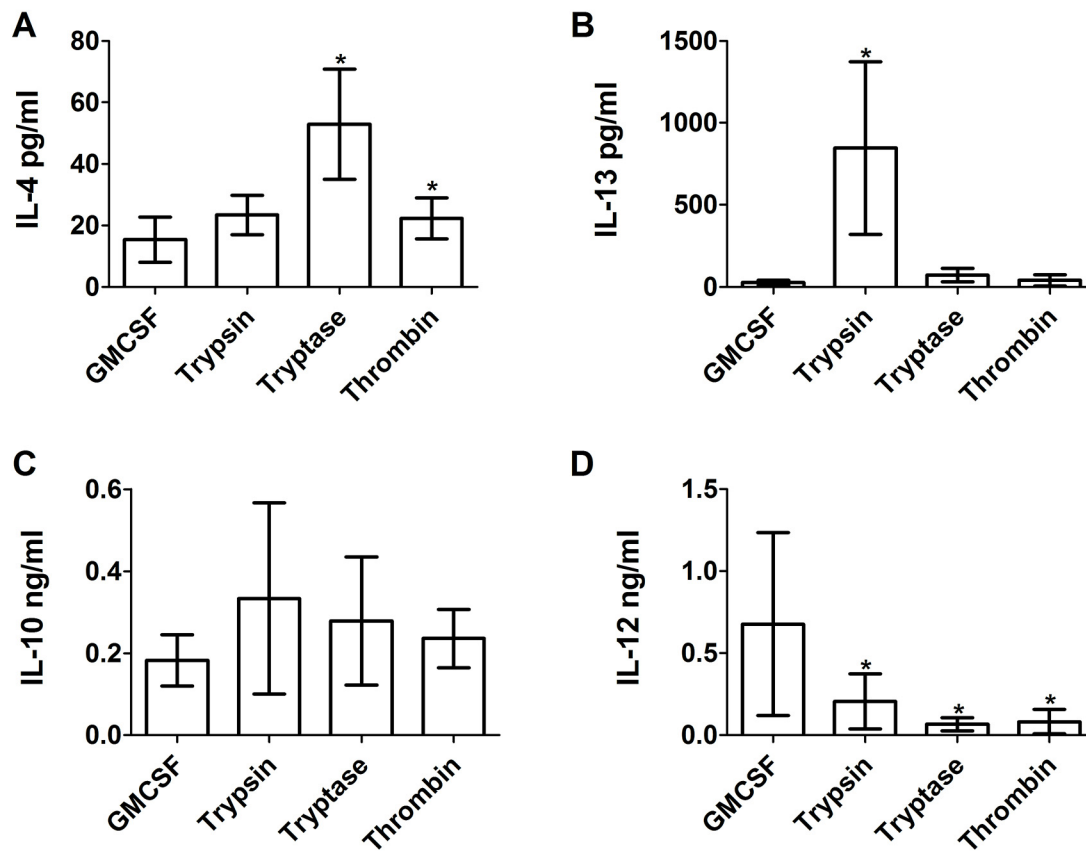 A
IL-4 pg/ml
80
60
40
20
0
*
*
GMCSF
Trypsin
Tryptase
Thrombin
B
IL-13 pg/ml
1500
1000
500
0
*
GMCSF
Trypsin
Tryptase
Thrombin
C
IL-10 ng/ml
0.6
0.4
0.2
0.0
GMCSF
Trypsin
Tryptase
Thrombin
D
IL-12 ng/ml
1.5
1.0
0.5
0.0
*
*
*
GMCSF
Trypsin
Tryptase
Thrombin